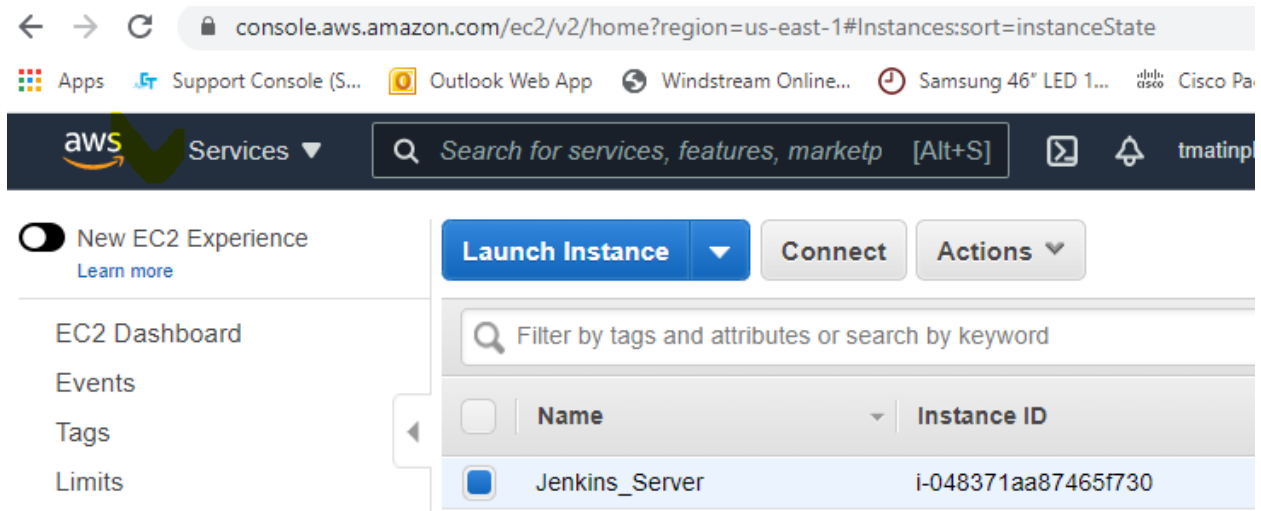 console.aws.amazon.com/ec2/v2/home?region=us-east-1#Instances:sort=instanceState
Apps Support Console (S... Outlook Web App Windstream Online... Samsung 46" LED 1... Cisco Pa
aws Services Search for services, features, marketp [Alt+S] tmatinp
New EC2 Experience
Learn more
Launch Instance Connect Actions
EC2 Dashboard
Filter by tags and attributes or search by keyword
Events
Tags
Name Instance ID
Limits
Jenkins_Server i-048371aa87465f730